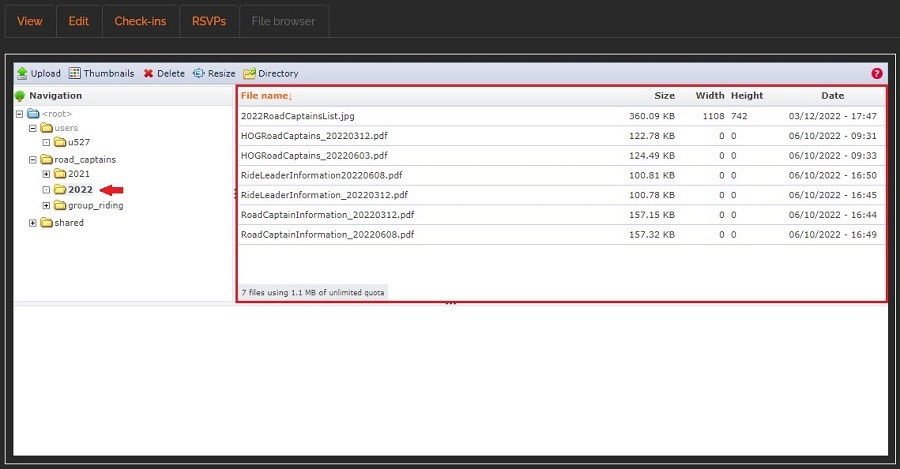 View Edit Check-ins RSVPs File browser
Upload Thumbnails Delete Resize Directory ?
Navigation
<root>
users
u527
road_captains
2021
2022
group_riding
shared
File name↓ Size Width Height Date
2022RoadCaptainsList.jpg 360.09 KB 1108 742 03/12/2022 - 17:47
HOGRoadCaptains_20220312.pdf 122.78 KB 0 0 06/10/2022 - 09:31
HOGRoadCaptains_20220603.pdf 124.49 KB 0 0 06/10/2022 - 09:33
RideLeaderInformation20220608.pdf 100.81 KB 0 0 06/10/2022 - 16:50
RideLeaderInformation_20220312.pdf 100.78 KB 0 0 06/10/2022 - 16:45
RoadCaptainInformation_20220312.pdf 157.15 KB 0 0 06/10/2022 - 16:44
RoadCaptainInformation_20220608.pdf 157.32 KB 0 0 06/10/2022 - 16:49
7 files using 1.1 MB of unlimited quota